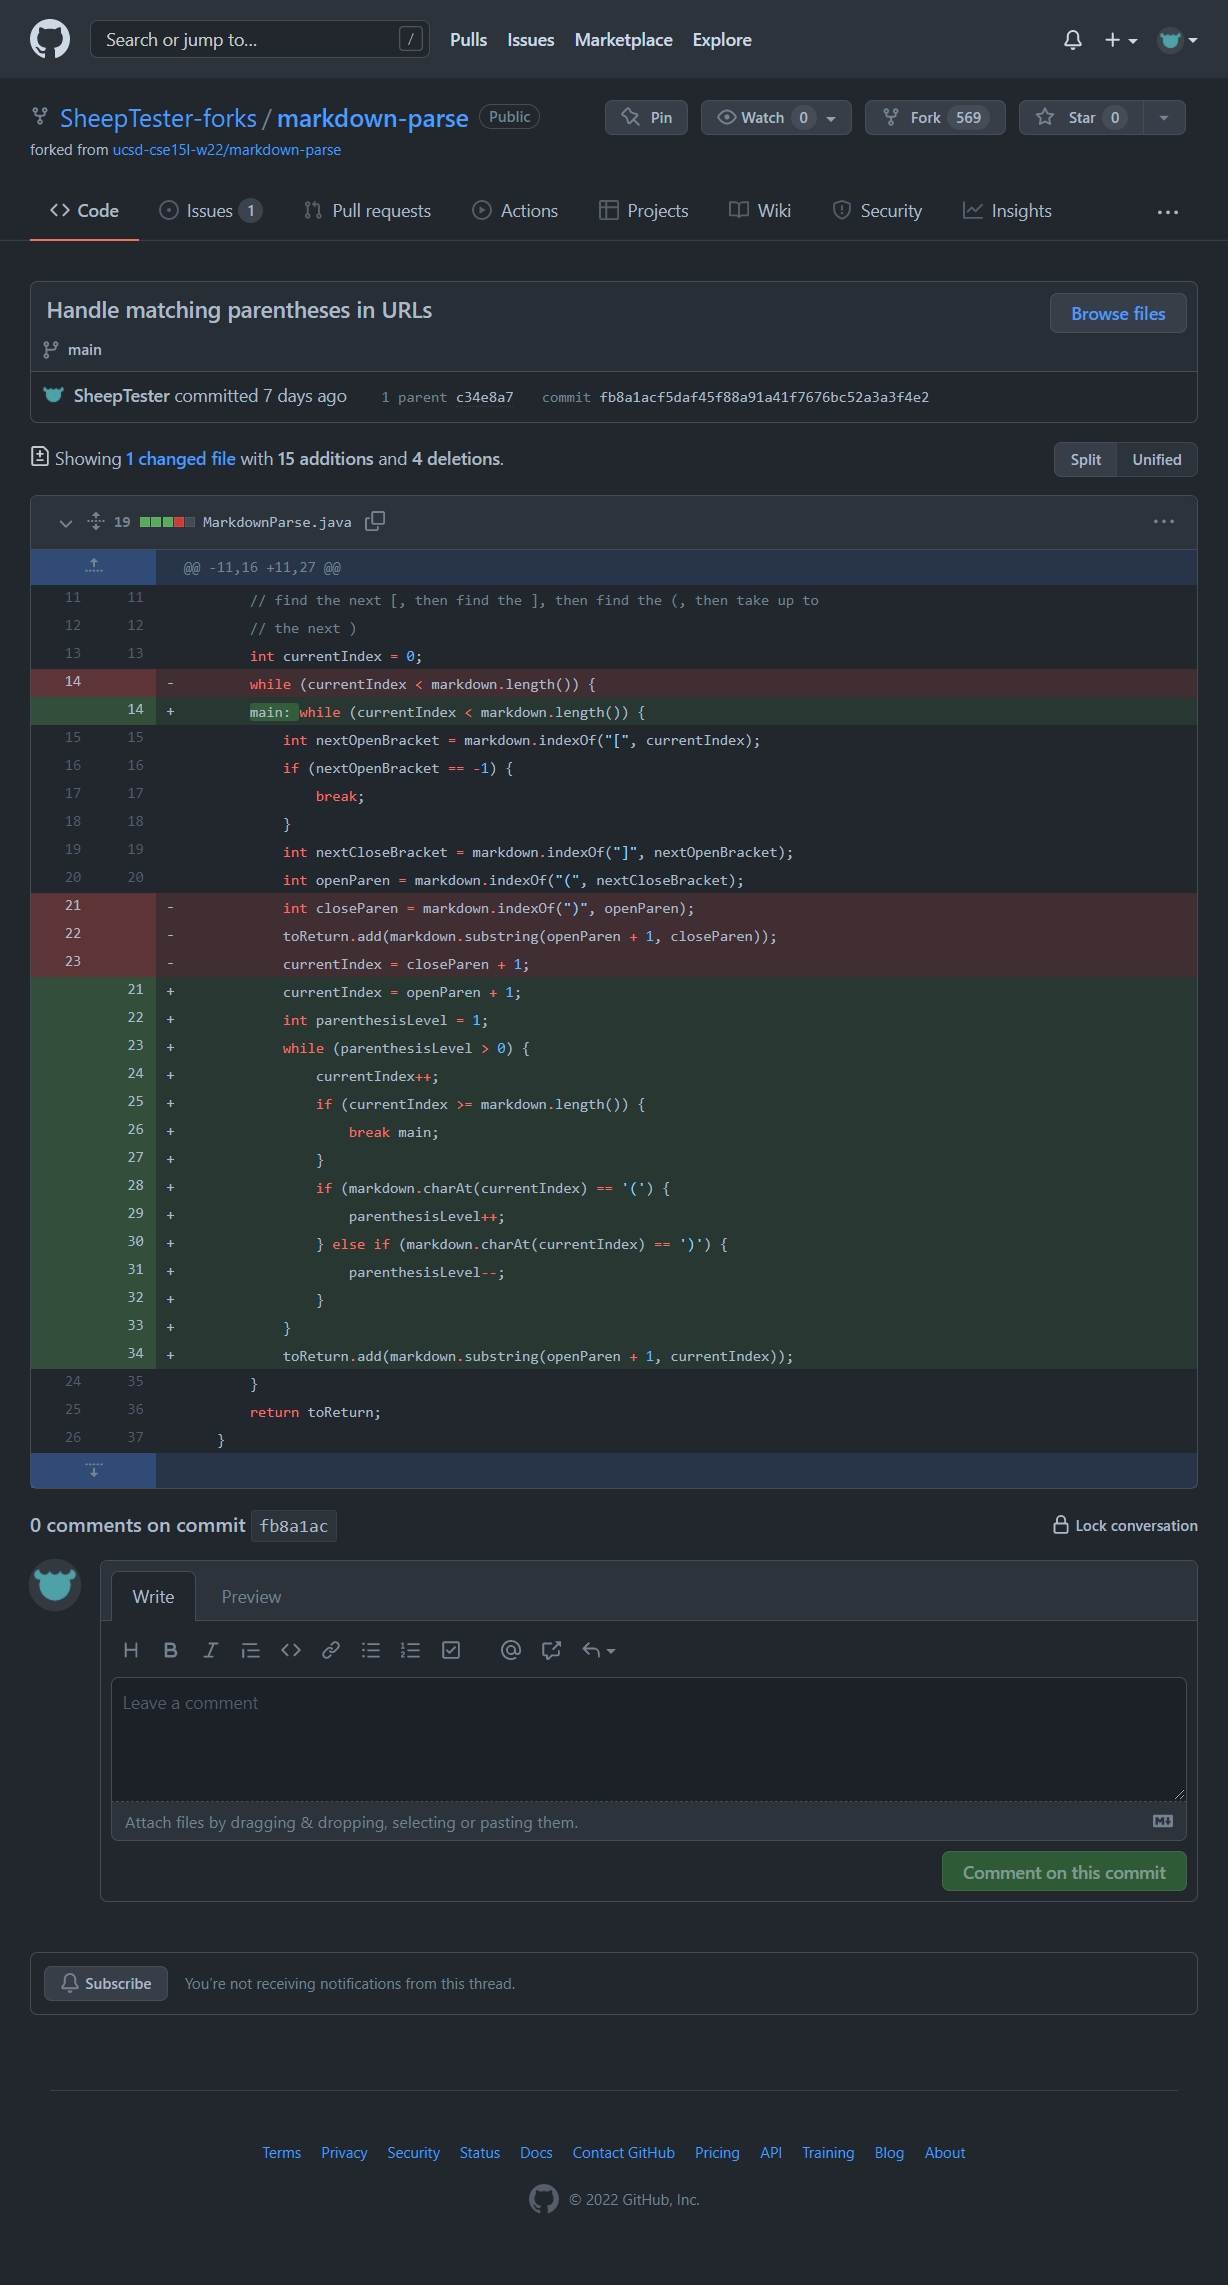 Search or jump to... /
Pulls Issues Marketplace Explore
SheepTester-forks / markdown-parse Public
Pin Watch 0 Fork 569 Star 0
forked from ucsd-cse15l-w22/markdown-parse
Code Issues 1 Pull requests Actions Projects Wiki Security Insights ...
Handle matching parentheses in URLs
Browse files
main
SheepTester committed 7 days ago 1 parent c34e8a7 commit fb8a1acf5daf45f88a91a41f7676bc52a3a3f4e2
Showing 1 changed file with 15 additions and 4 deletions.
Split Unified
19 MarkdownParse.java ...
@@ -11,16 +11,27 @@
11 11 // find the next [, then find the ], then find the (, then take up to
12 12 // the next )
13 13 int currentIndex = 0;
14 - while (currentIndex < markdown.length()) {
14 + main: while (currentIndex < markdown.length()) {
15 15 int nextOpenBracket = markdown.indexOf("[", currentIndex);
16 16 if (nextOpenBracket == -1) {
17 17 break;
18 18 }
19 19 int nextCloseBracket = markdown.indexOf("]", nextOpenBracket);
20 20 int openParen = markdown.indexOf("(", nextCloseBracket);
21 - int closeParen = markdown.indexOf(")", openParen);
22 - toReturn.add(markdown.substring(openParen + 1, closeParen));
23 - currentIndex = closeParen + 1;
21 + currentIndex = openParen + 1;
22 + int parenthesisLevel = 1;
23 + while (parenthesisLevel > 0) {
24 + currentIndex++;
25 + if (currentIndex >= markdown.length()) {
26 + break main;
27 + }
28 + if (markdown.charAt(currentIndex) == '(') {
29 + parenthesisLevel++;
30 + } else if (markdown.charAt(currentIndex) == ')') {
31 + parenthesisLevel--;
32 + }
33 + }
34 + toReturn.add(markdown.substring(openParen + 1, currentIndex));
24 35 }
25 36 return toReturn;
26 37 }
0 comments on commit fb8a1ac
Lock conversation
Write Preview
Leave a comment
Attach files by dragging & dropping, selecting or pasting them.
Comment on this commit
Subscribe You're not receiving notifications from this thread.
Terms Privacy Security Status Docs Contact GitHub Pricing API Training Blog About
© 2022 GitHub, Inc.